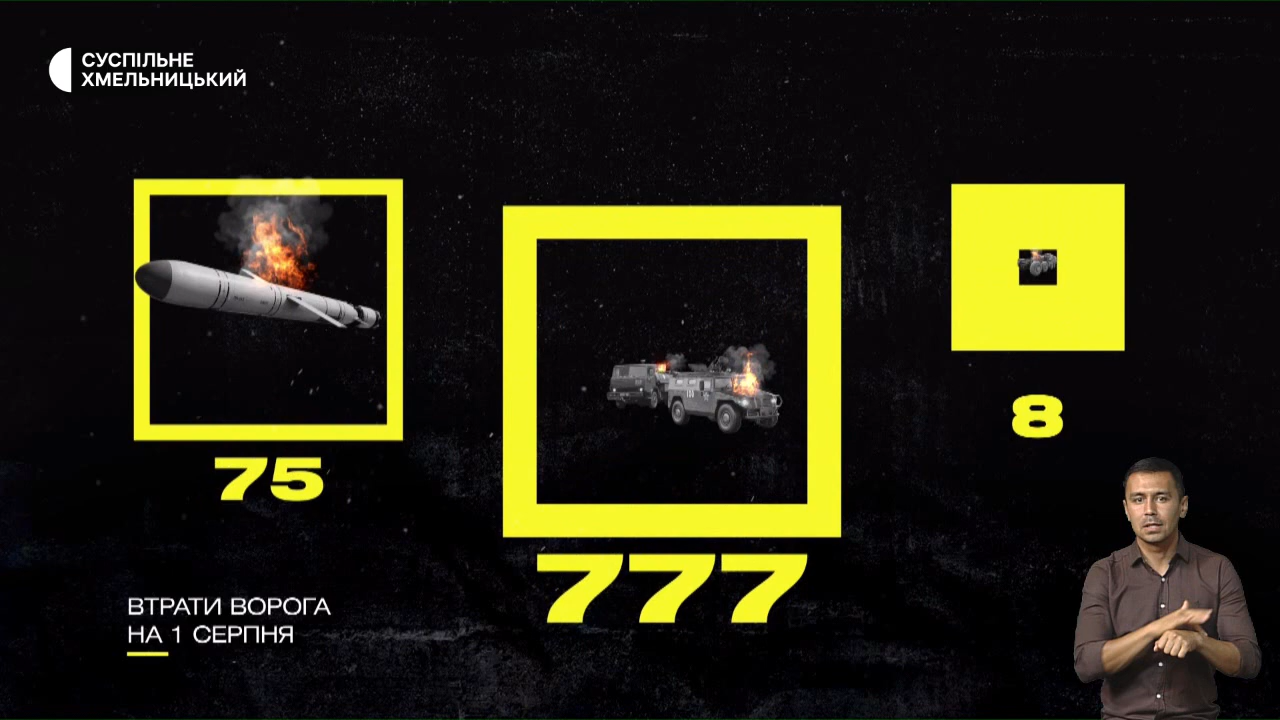 СУСПІЛЬНЕ
ХМЕЛЬНИЦЬКИЙ
75
777
8
ВТРАТИ ВОРОГА
НА 1 СЕРПНЯ